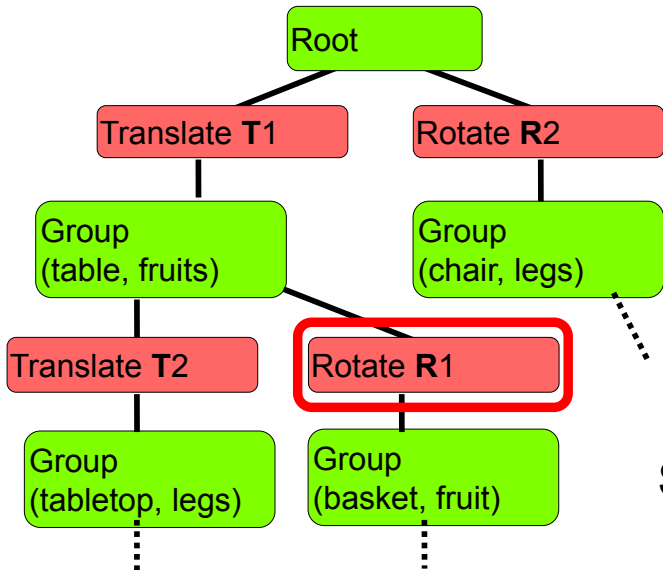 Root
Translate T1
Rotate R2
Group
(table, fruits)
Group
(chair, legs)
Translate T2
Rotate R1
Group
(tabletop, legs)
Group
(basket, fruit)